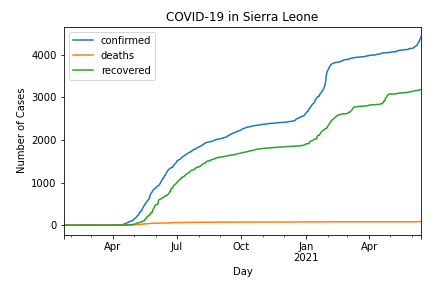 COVID-19 in Sierra Leone
confirmed
deaths
recovered
Number of Cases
4000
3000
2000
1000
0
Apr
Jul
Oct
Jan
2021
Apr
Day